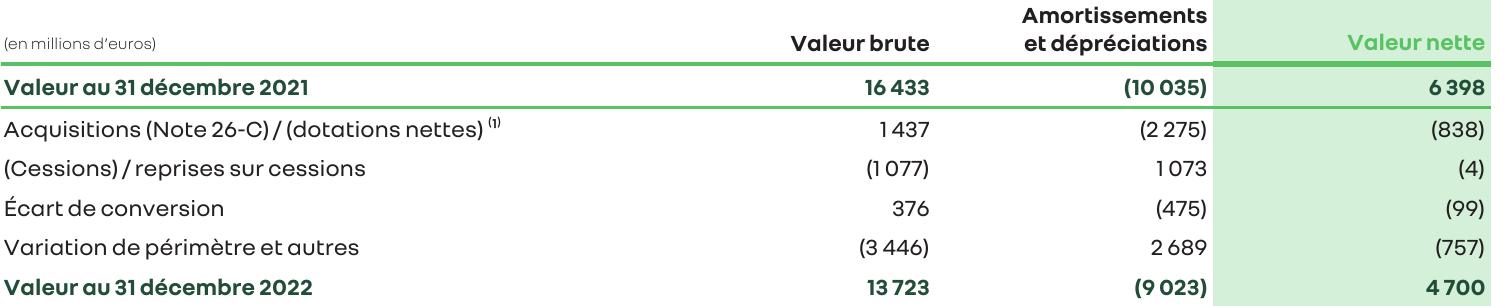 Amortissements
(en millions d’euros) Valeur brute et dépréciations Valeur nette
Valeur au 31 décembre 2021 16 433 (10 035) 6 398
Acquisitions (Note 26-C) / (dotations nettes) (1) 1 437 (2 275) (838)
(Cessions) / reprises sur cessions (1 077) 1 073 (4)
Écart de conversion 376 (475) (99)
Variation de périmètre et autres (3 446) 2 689 (757)
Valeur au 31 décembre 2022 13 723 (9 023) 4 700